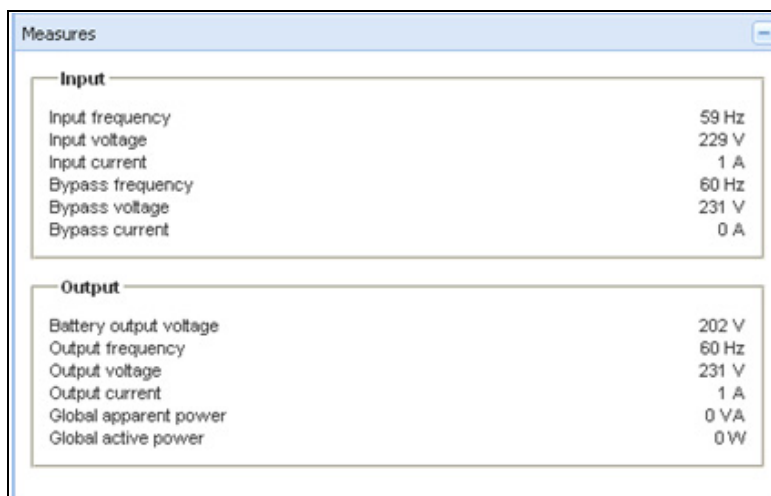 Measures
Input
Input frequency 59 Hz
Input voltage 229 V
Input current 1 A
Bypass frequency 60 Hz
Bypass voltage 231 V
Bypass current 0 A
Output
Battery output voltage 202 V
Output frequency 60 Hz
Output voltage 231 V
Output current 1 A
Global apparent power 0 VA
Global active power 0 W